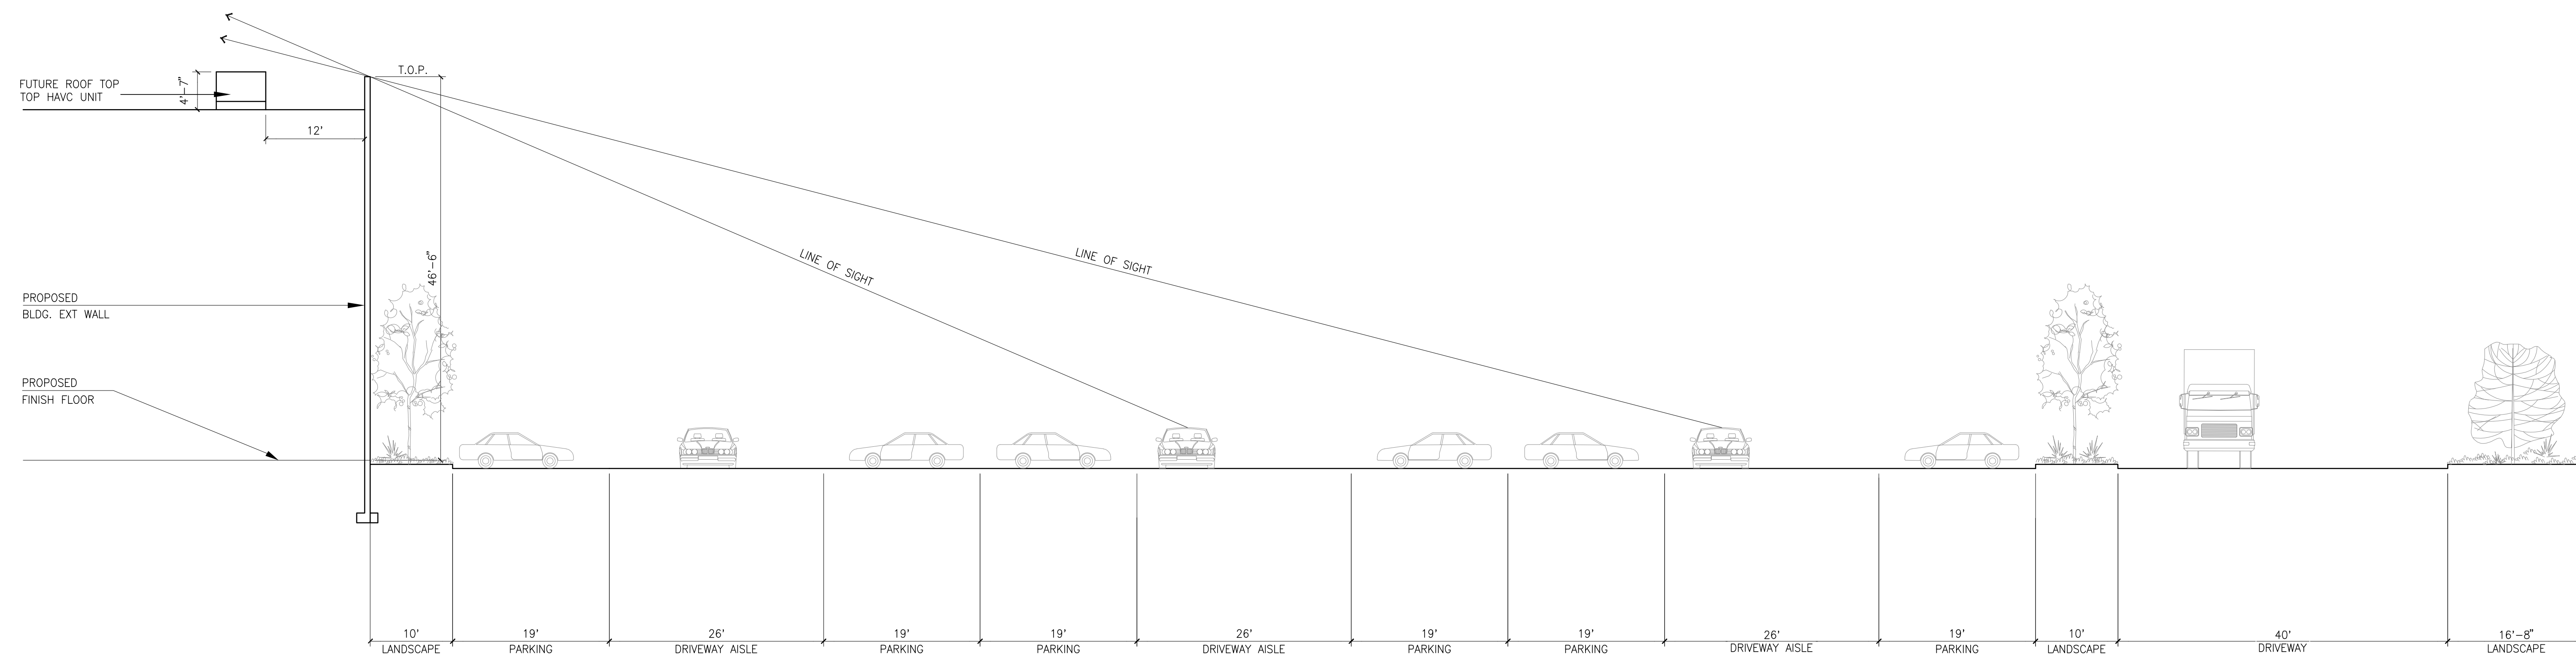 T.O.P.
FUTURE ROOF TOP
TOP HAVC UNIT
4'-7"
12'
46'-6"
LINE OF SIGHT
LINE OF SIGHT
PROPOSED
BLDG. EXT WALL
PROPOSED
FINISH FLOOR
10'
LANDSCAPE
19'
PARKING
26'
DRIVEWAY AISLE
19'
PARKING
19'
PARKING
26'
DRIVEWAY AISLE
19'
PARKING
19'
PARKING
26'
DRIVEWAY AISLE
19'
PARKING
10'
LANDSCAPE
40'
DRIVEWAY
16'-8"
LANDSCAPE